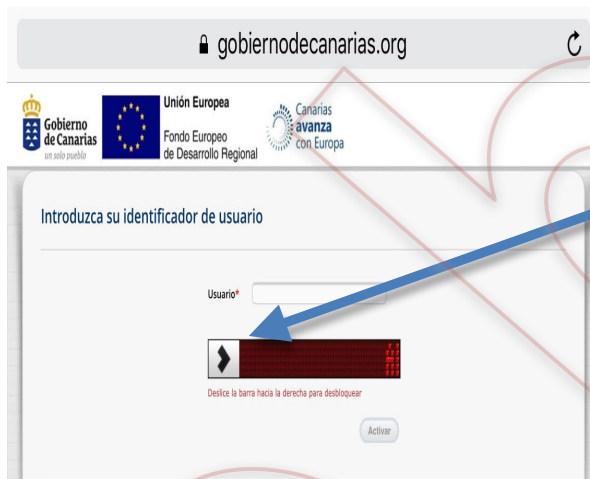 gobiernodecanarias.org
Gobierno
de Canarias
un solo pueblo
Unión Europea
Fondo Europeo
de Desarrollo Regional
Canarias
avanza
con Europa
Introduzca su identificador de usuario
Usuario*
Deslice la barra hacia la derecha para desbloquear
Activar